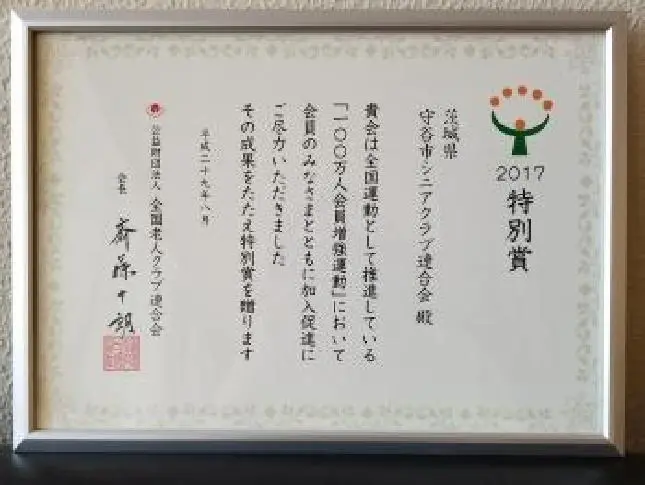 2017
特別賞
茨城県
守谷市シニアクラブ連合会 殿
貴会は全国運動として推進している
「一〇〇万人会員増強運動」において
会員のみなさまとともに加入促進に
ご尽力いただきました
その成果をたたえ特別賞を贈ります
平成二十九年八月
公益財団法人 全国老人クラブ連合会
会長 斉藤十朗